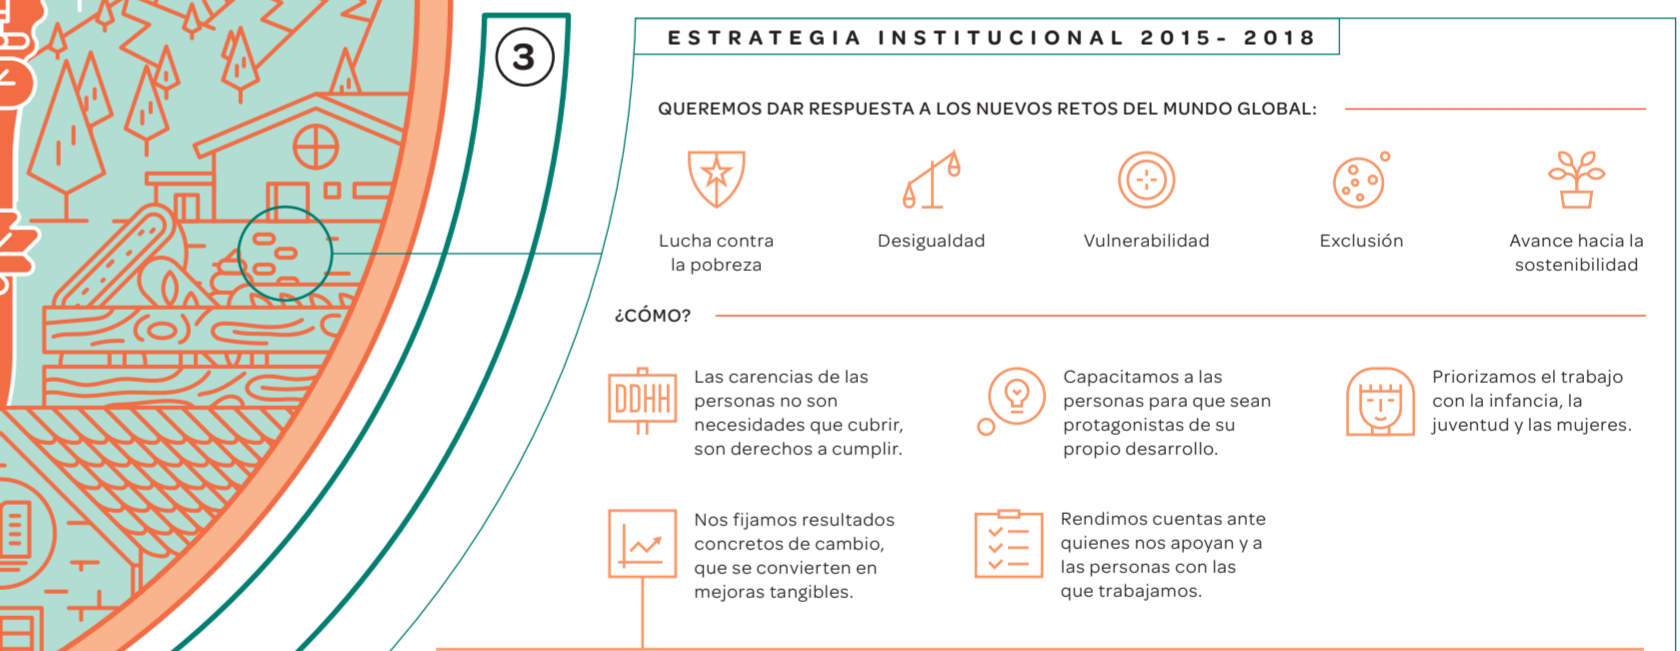 3
ESTRATEGIA INSTITUCIONAL 2015- 2018
QUEREMOS DAR RESPUESTA A LOS NUEVOS RETOS DEL MUNDO GLOBAL:
Lucha contra
la pobreza
Desigualdad
Vulnerabilidad
Exclusión
Avance hacia la
sostenibilidad
¿CÓMO?
DDHH
Las carencias de las
personas no son
necesidades que cubrir,
son derechos a cumplir.
Capacitamos a las
personas para que sean
protagonistas de su
propio desarrollo.
Priorizamos el trabajo
con la infancia, la
juventud y las mujeres.
Nos fijamos resultados
concretos de cambio,
que se convierten en
mejoras tangibles.
Rendimos cuentas ante
quienes nos apoyan y a
las personas con las
que trabajamos.